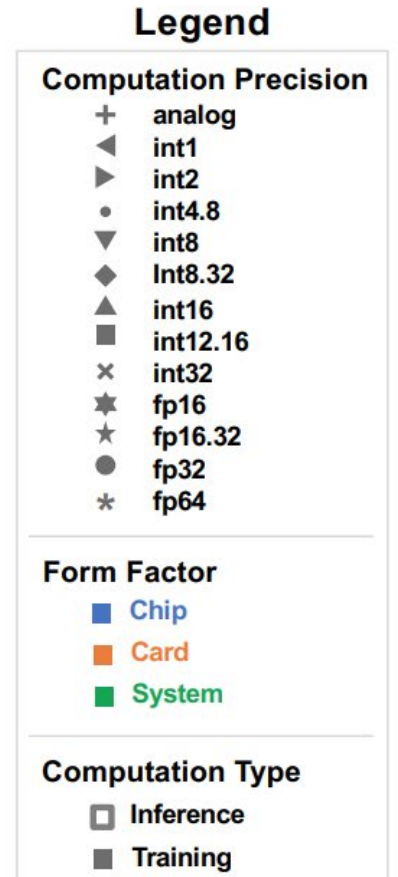 Legend
Computation Precision
analog
int1
int2
int4.8
int8
Int8.32
int16
int12.16
int32
fp16
fp16.32
fp32
fp64
Form Factor
Chip
Card
System
Computation Type
Inference
Training